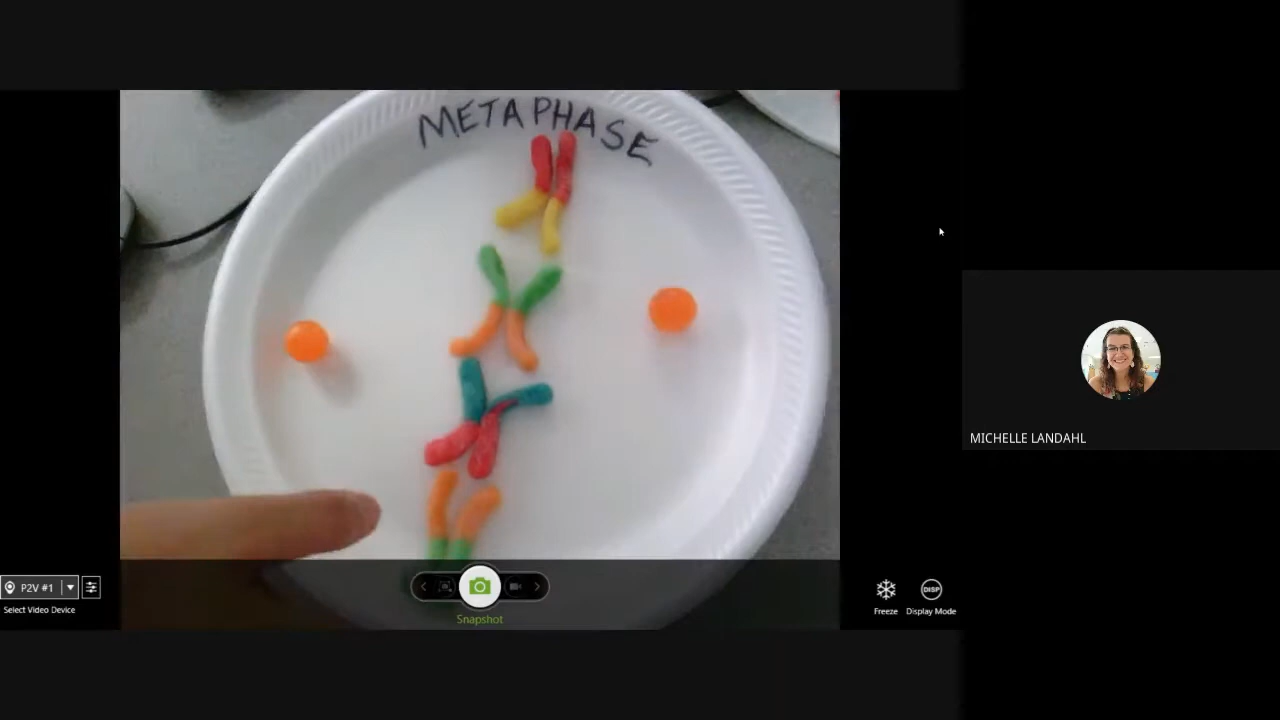 METAPHASE
MICHELLE LANDAHL
P2V #1
DISP
Select Video Device
Freeze
Display Mode
Snapshot